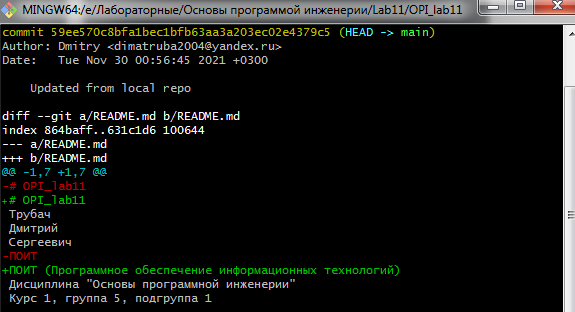 MINGW64:/e/Лабораторные/Основы программой инженерии/Lab11/OPI_lab11
commit 59ee570c8bfa1bec1bfb63aa3a203ec02e4379c5 (HEAD -> main)
Author: Dmitry <dimatruba2004@yandex.ru>
Date:   Tue Nov 30 00:56:45 2021 +0300
    Updated from local repo
diff --git a/README.md b/README.md
index 864baff..631c1d6 100644
--- a/README.md
+++ b/README.md
@@ -1,7 +1,7 @@
-# OPI_lab11
+# OPI_lab11
 Трубач
 Дмитрий
 Сергеевич
-ПОИТ
+ПОИТ (Программное обеспечение информационных технологий)
 Дисциплина "Основы программной инженерии"
 Курс 1, группа 5, подгруппа 1